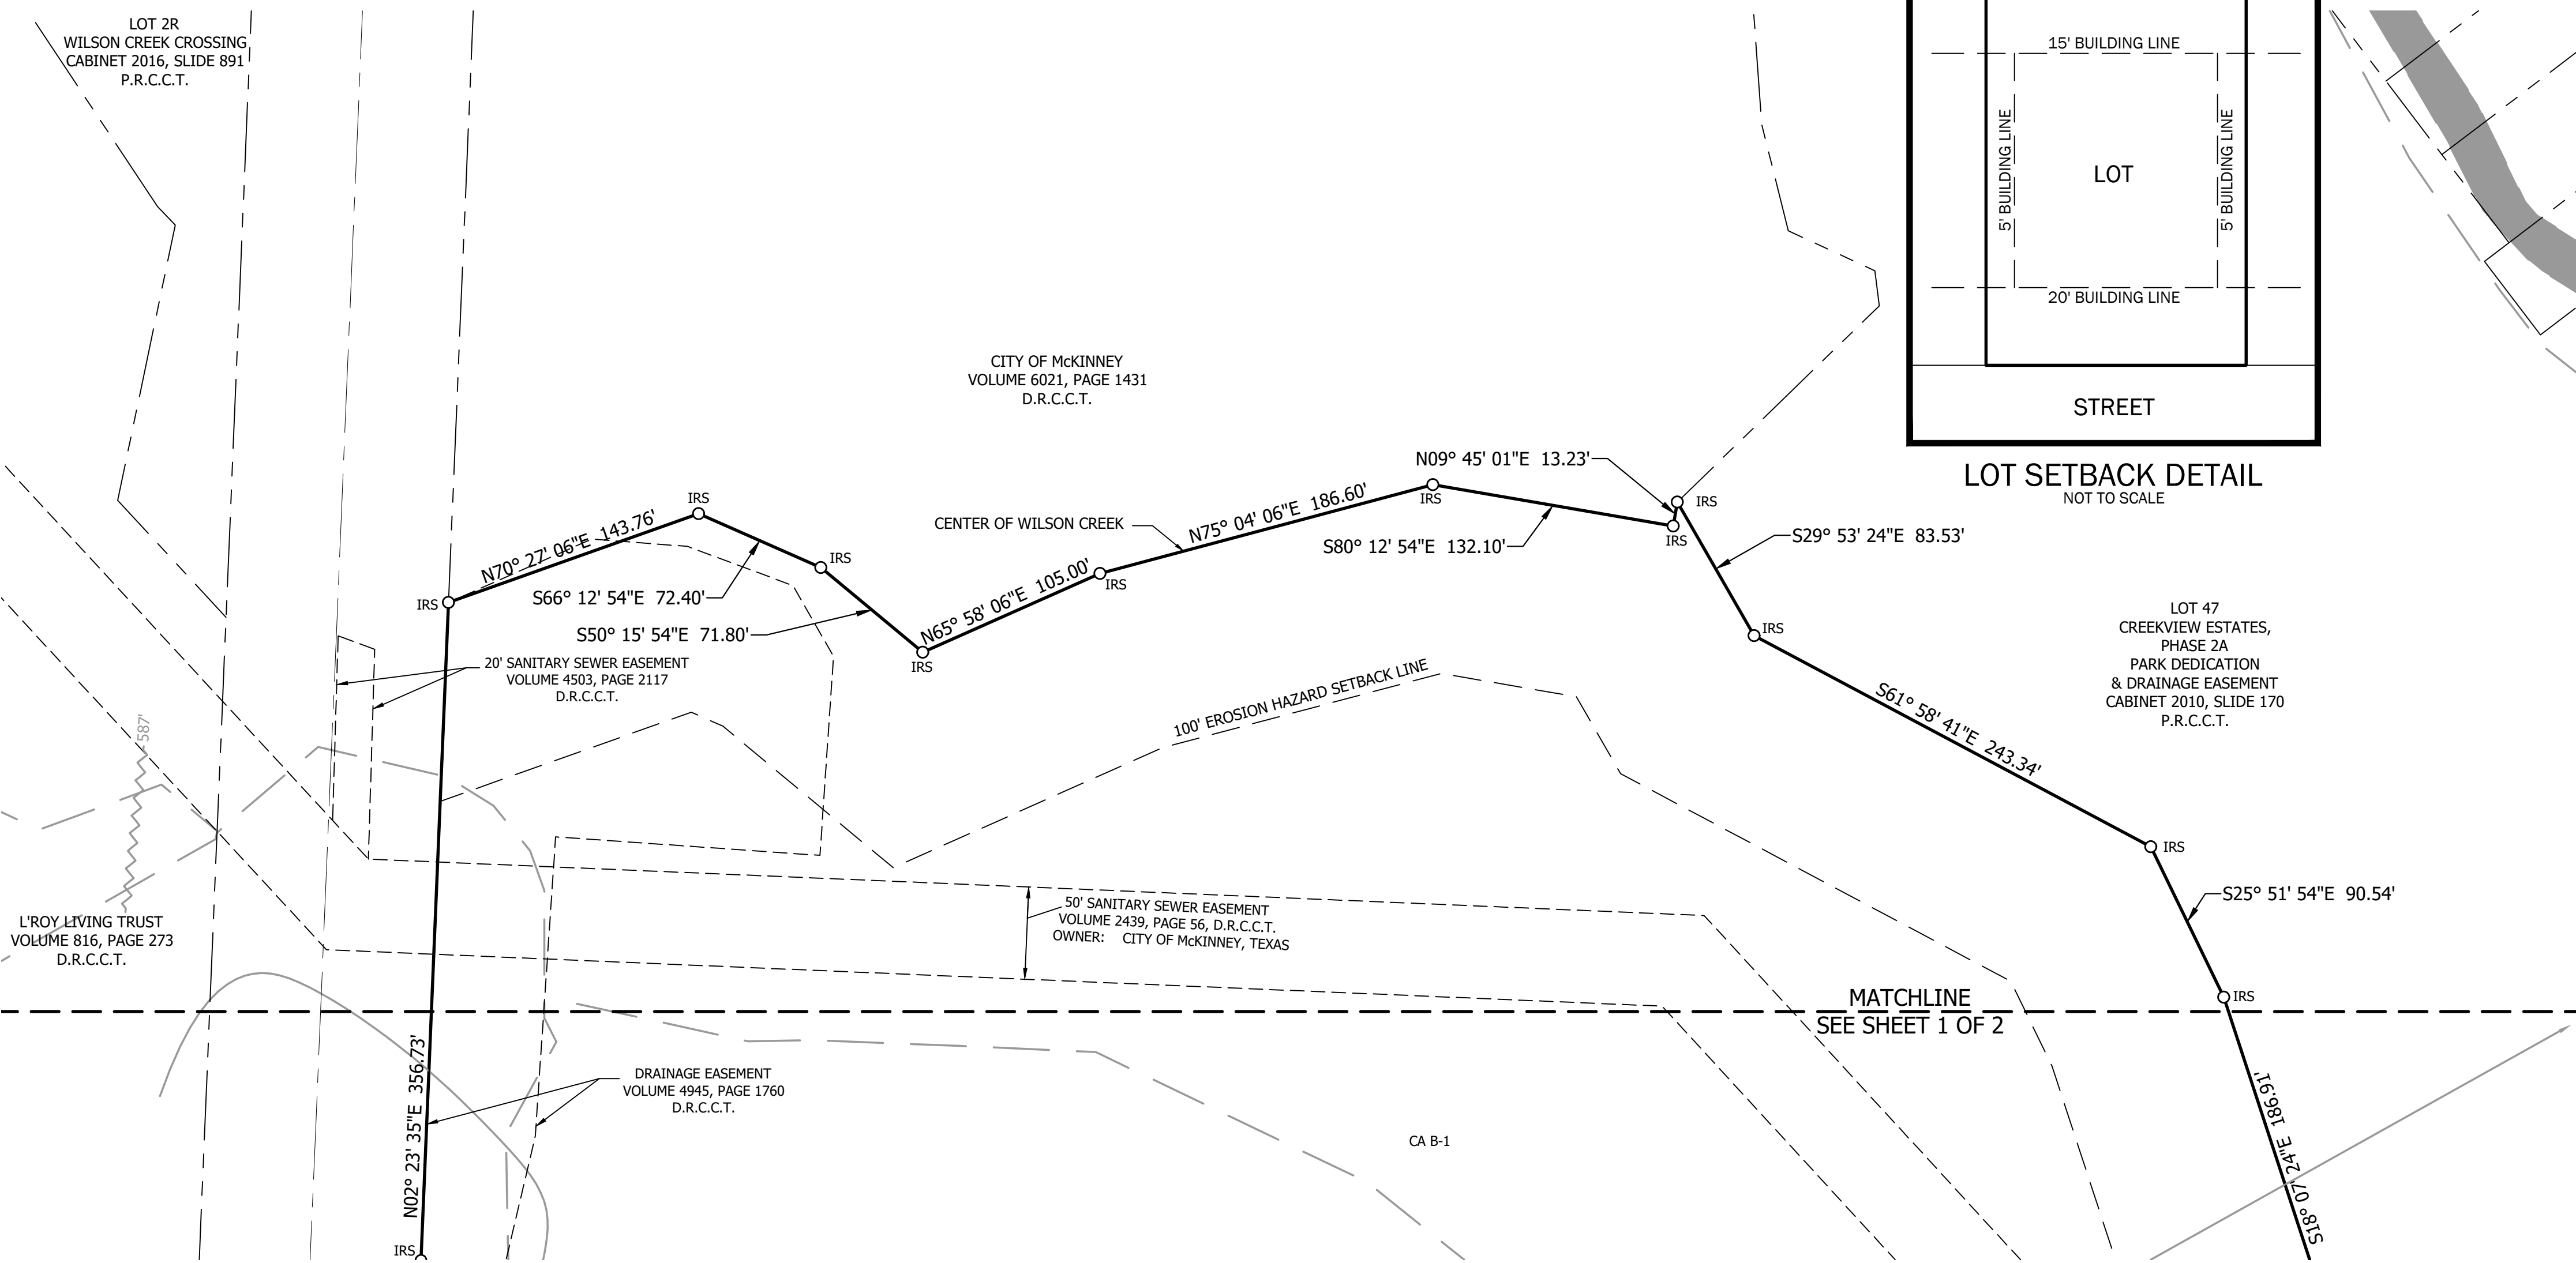 LOT 2R
WILSON CREEK CROSSING
CABINET 2016, SLIDE 891
P.R.C.C.T.
15' BUILDING LINE
5' BUILDING LINE
LOT
5' BUILDING LINE
20' BUILDING LINE
STREET
LOT SETBACK DETAIL
NOT TO SCALE
CITY OF McKINNEY
VOLUME 6021, PAGE 1431
D.R.C.C.T.
N09° 45' 01"E 13.23'
IRS
N70° 27' 06"E 143.76'
IRS
CENTER OF WILSON CREEK
N75° 04' 06"E 186.60'
IRS
IRS
IRS
S80° 12' 54"E 132.10'
S29° 53' 24"E 83.53'
IRS
S66° 12' 54"E 72.40'
IRS
S50° 15' 54"E 71.80'
N65° 58' 06"E 105.00'
IRS
IRS
IRS
LOT 47
CREEKVIEW ESTATES,
PHASE 2A
PARK DEDICATION
& DRAINAGE EASEMENT
CABINET 2010, SLIDE 170
P.R.C.C.T.
20' SANITARY SEWER EASEMENT
VOLUME 4503, PAGE 2117
D.R.C.C.T.
100' EROSION HAZARD SETBACK LINE
S61° 58' 41"E 243.34'
587'
IRS
S25° 51' 54"E 90.54'
L'ROY LIVING TRUST
VOLUME 816, PAGE 273
D.R.C.C.T.
50' SANITARY SEWER EASEMENT
VOLUME 2439, PAGE 56, D.R.C.C.T.
OWNER: CITY OF McKINNEY, TEXAS
IRS
MATCHLINE
SEE SHEET 1 OF 2
N02° 23' 35"E 356.73'
DRAINAGE EASEMENT
VOLUME 4945, PAGE 1760
D.R.C.C.T.
CA B-1
S18° 07' 24"E 186.91'
IRS